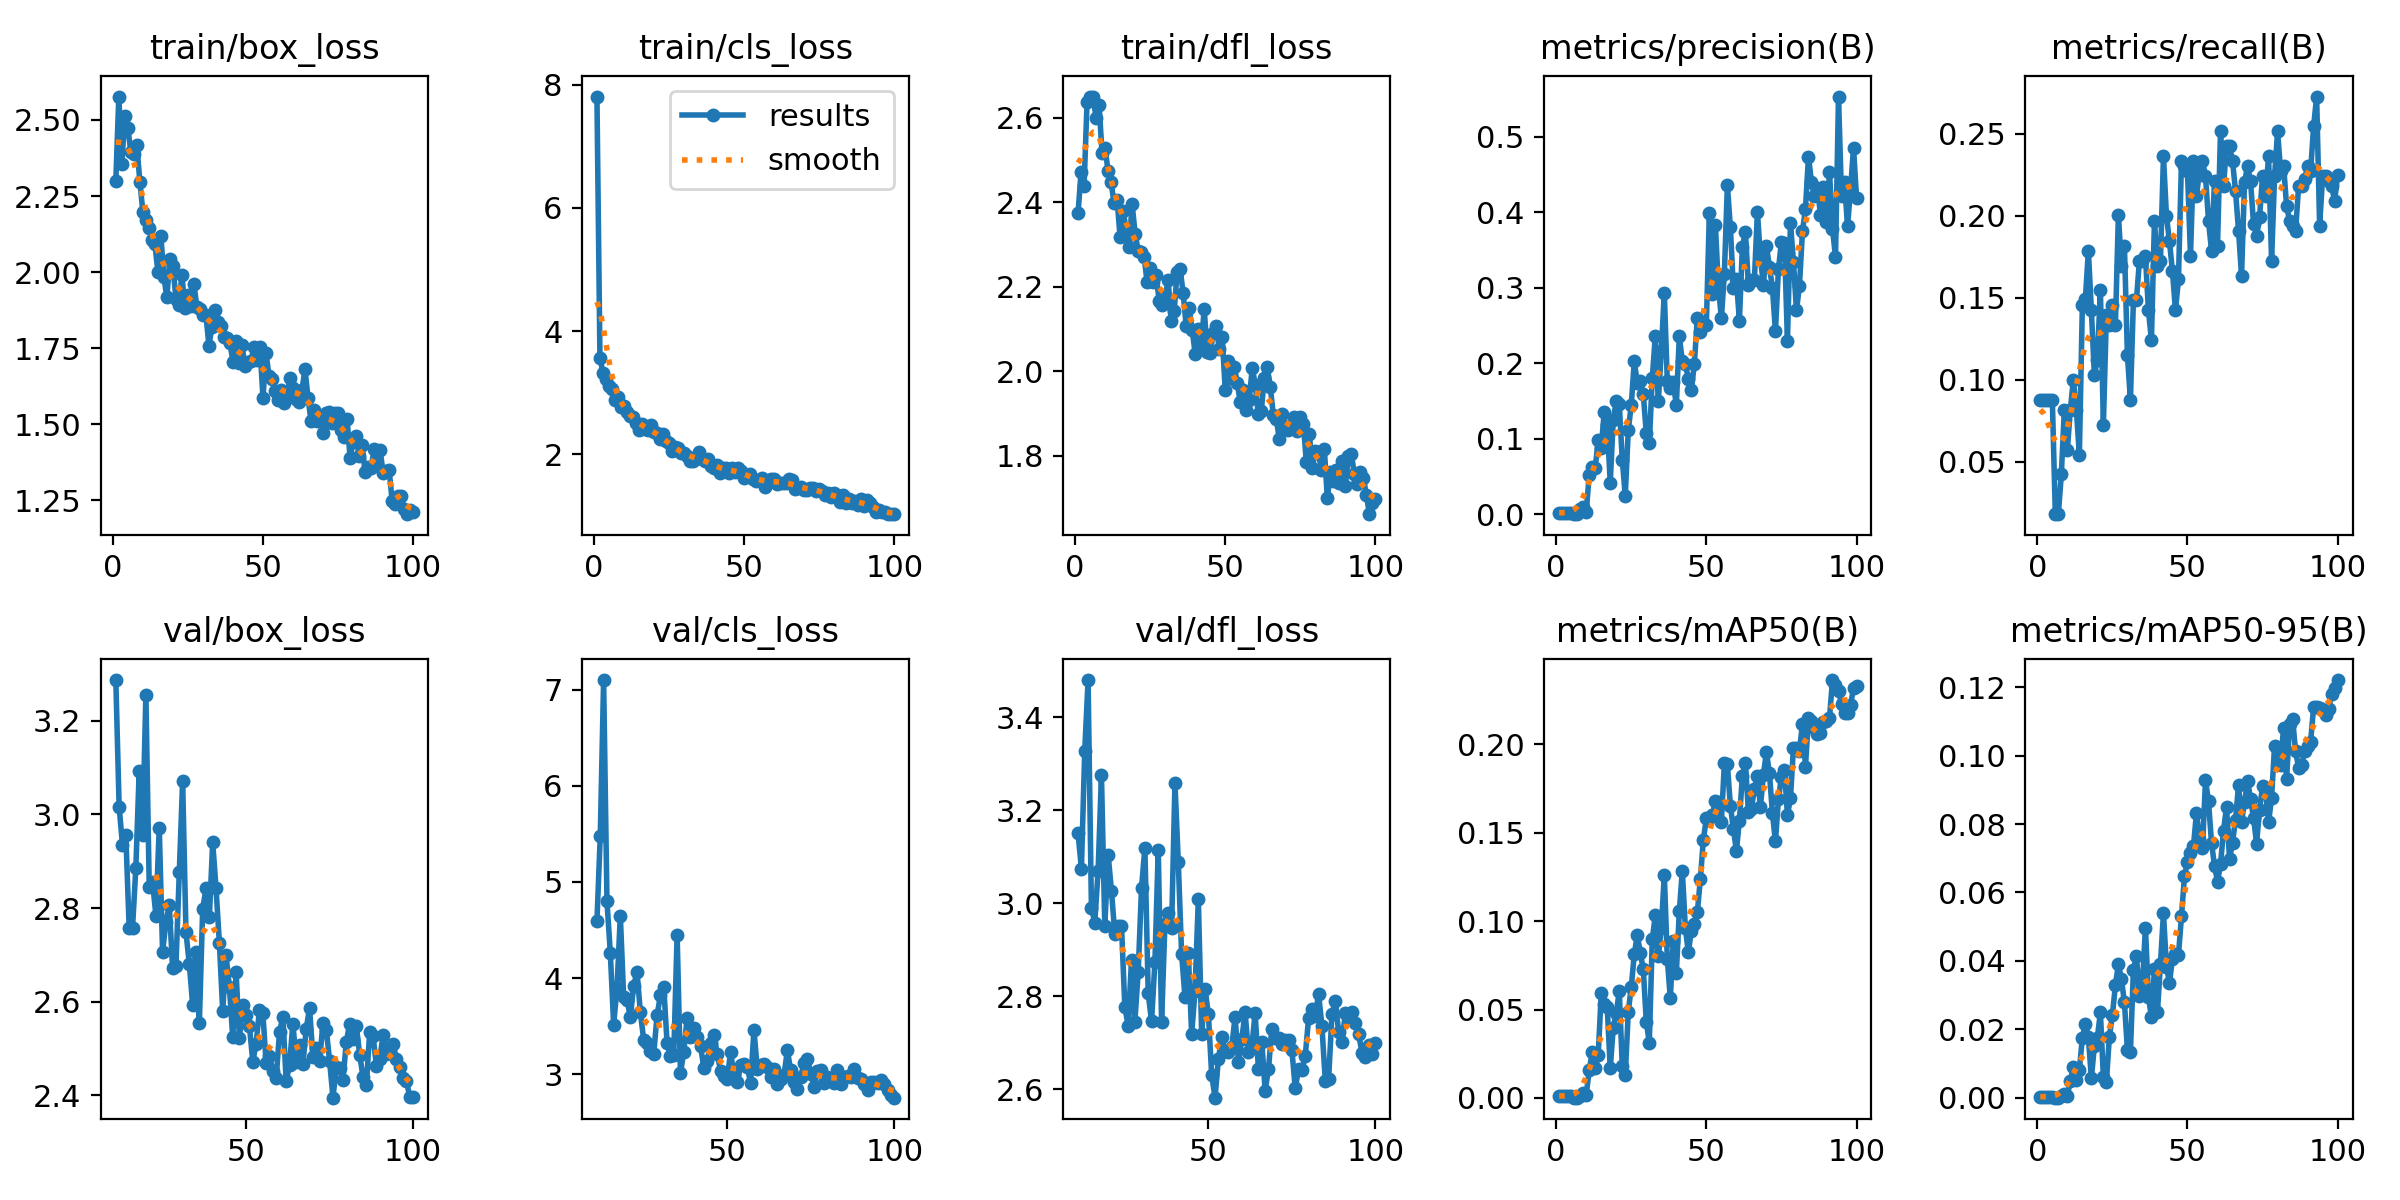 train/box_loss
2.50
2.25
2.00
1.75
1.50
1.25
0 50 100
train/cls_loss
results
smooth
8
6
4
2
0 50 100
train/dfl_loss
2.6
2.4
2.2
2.0
1.8
0 50 100
metrics/precision(B)
0.5
0.4
0.3
0.2
0.1
0.0
0 50 100
metrics/recall(B)
0.25
0.20
0.15
0.10
0.05
0 50 100
val/box_loss
3.2
3.0
2.8
2.6
2.4
50 100
val/cls_loss
7
6
5
4
3
50 100
val/dfl_loss
3.4
3.2
3.0
2.8
2.6
50 100
metrics/mAP50(B)
0.20
0.15
0.10
0.05
0.00
0 50 100
metrics/mAP50-95(B)
0.12
0.10
0.08
0.06
0.04
0.02
0.00
0 50 100